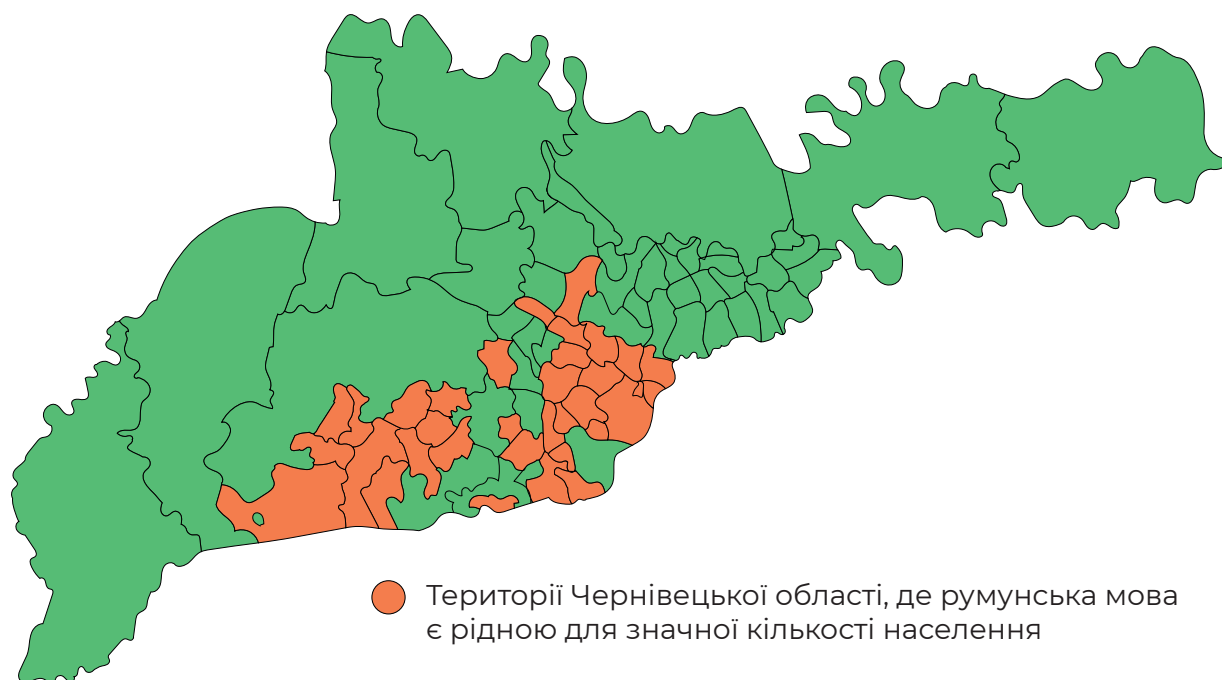 Території Чернівецької області, де румунська мова
є рідною для значної кількості населення